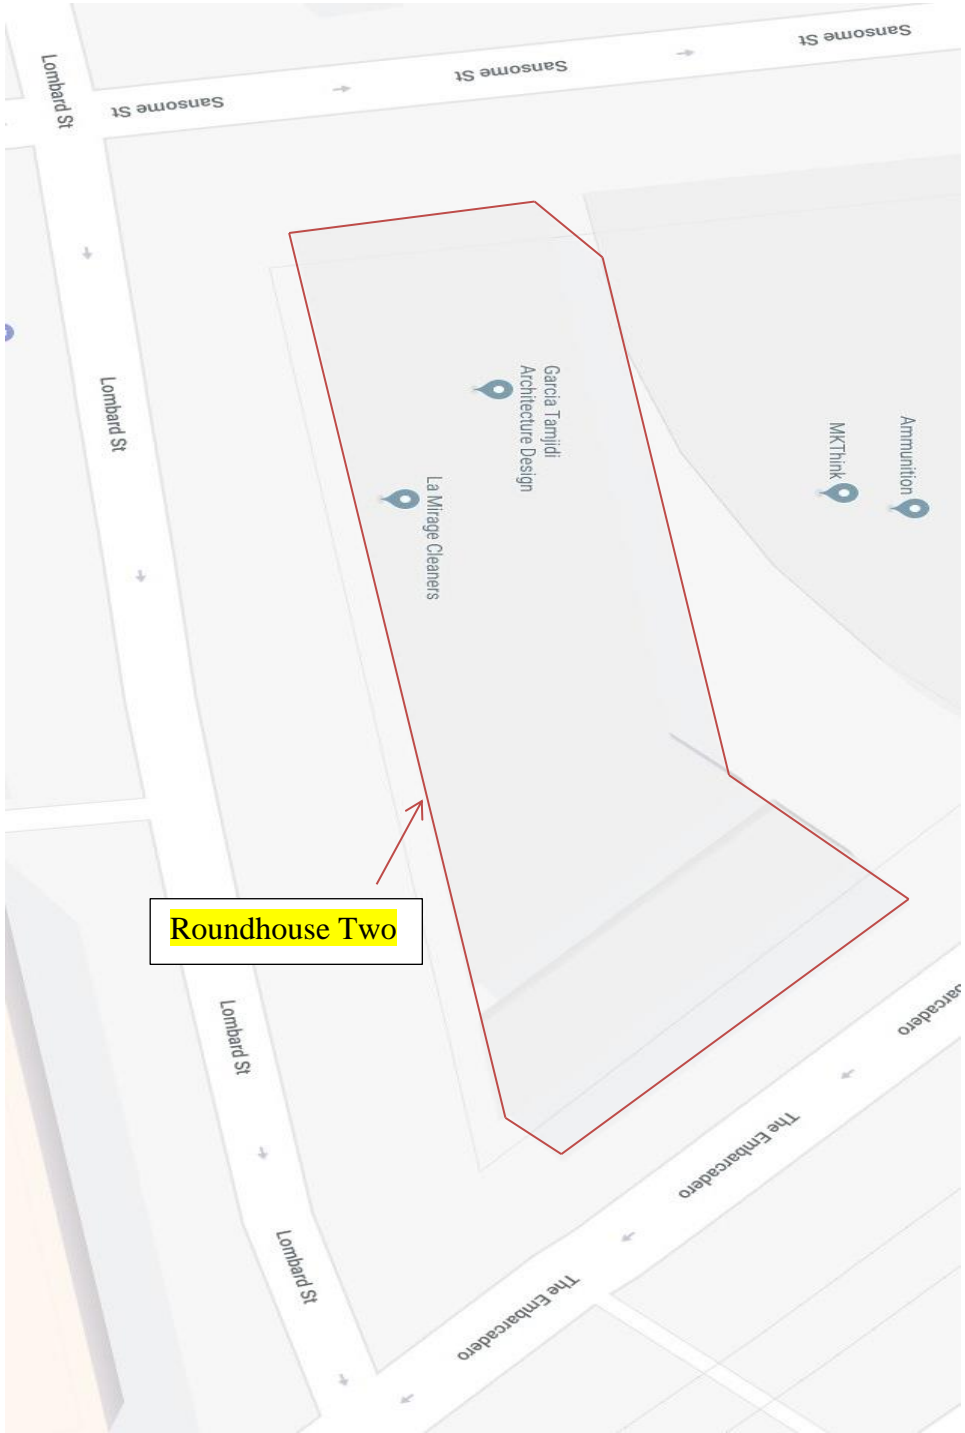 Sansome St
Sansome St
Sansome St
Lombard St
Lombard St
Garcia Tamjidi
Architecture Design
Ammunition
MKThink
La Mirage Cleaners
Roundhouse Two
barcadero
Lombard St
The Embarcadero
Lombard St
The Embarcadero